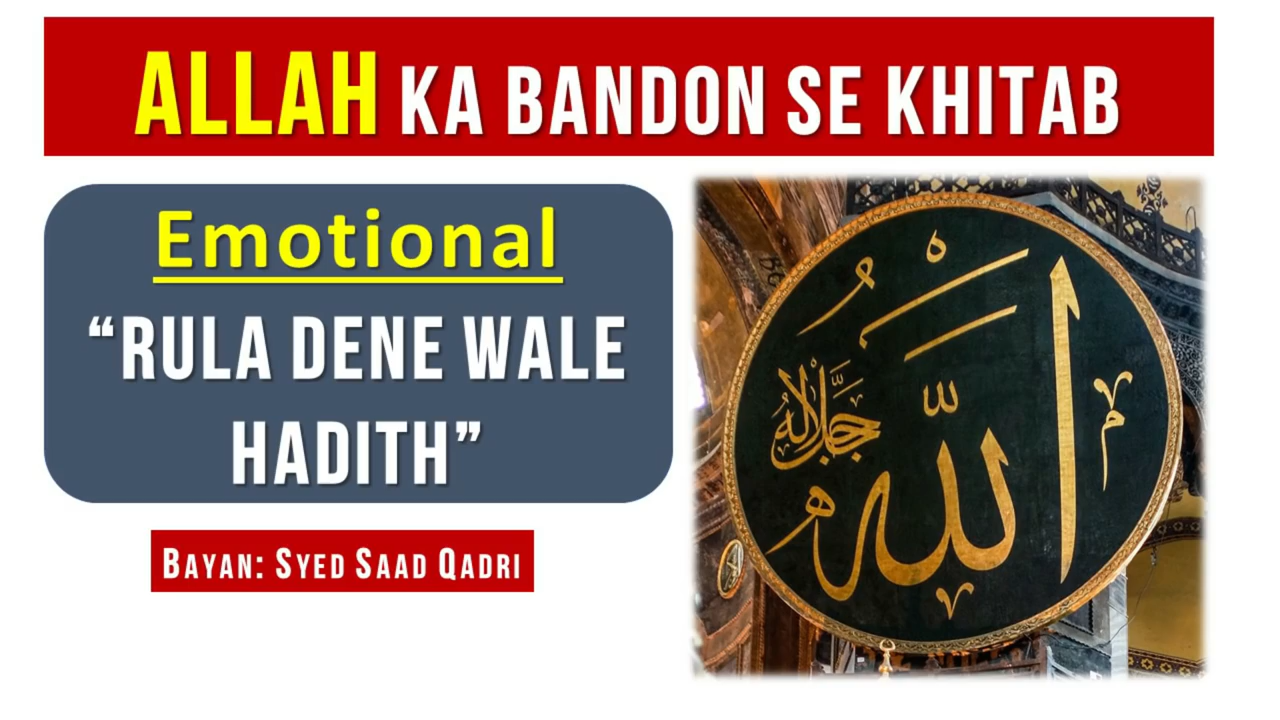 ALLAH KA BANDON SE KHITAB
Emotional
“RULA DENE WALE
HADITH”
BAYAN: SYED SAAD QADRI
الله
جل جلاله